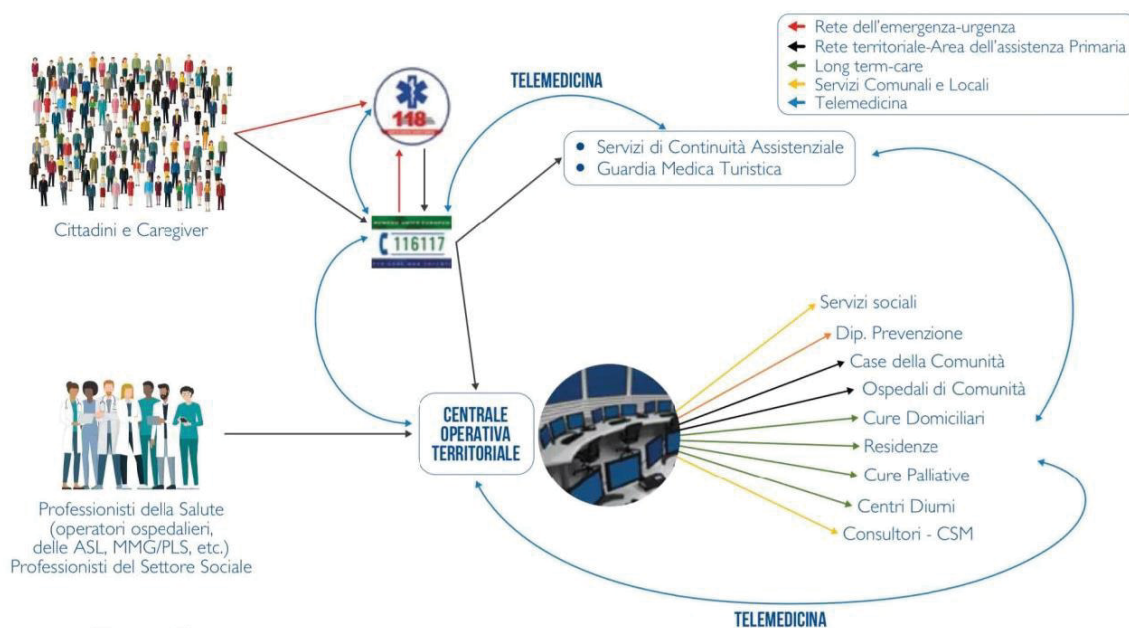 Rete dell'emergenza-urgenza
Rete territoriale-Area dell'assistenza Primaria
Long term-care
Servizi Comunali e Locali
Telemedicina
TELEMEDICINA
118
• Servizi di Continuità Assistenziale
• Guardia Medica Turistica
Cittadini e Caregiver
116117
Servizi sociali
Dip. Prevenzione
Case della Comunità
Ospedali di Comunità
Cure Domiciliari
Residenze
Cure Palliative
Centri Diurni
Consultori - CSM
CENTRALE
OPERATIVA
TERRITORIALE
Professionisti della Salute
(operatori ospedalieri,
delle ASL, MMG/PLS, etc.)
Professionisti del Settore Sociale
TELEMEDICINA